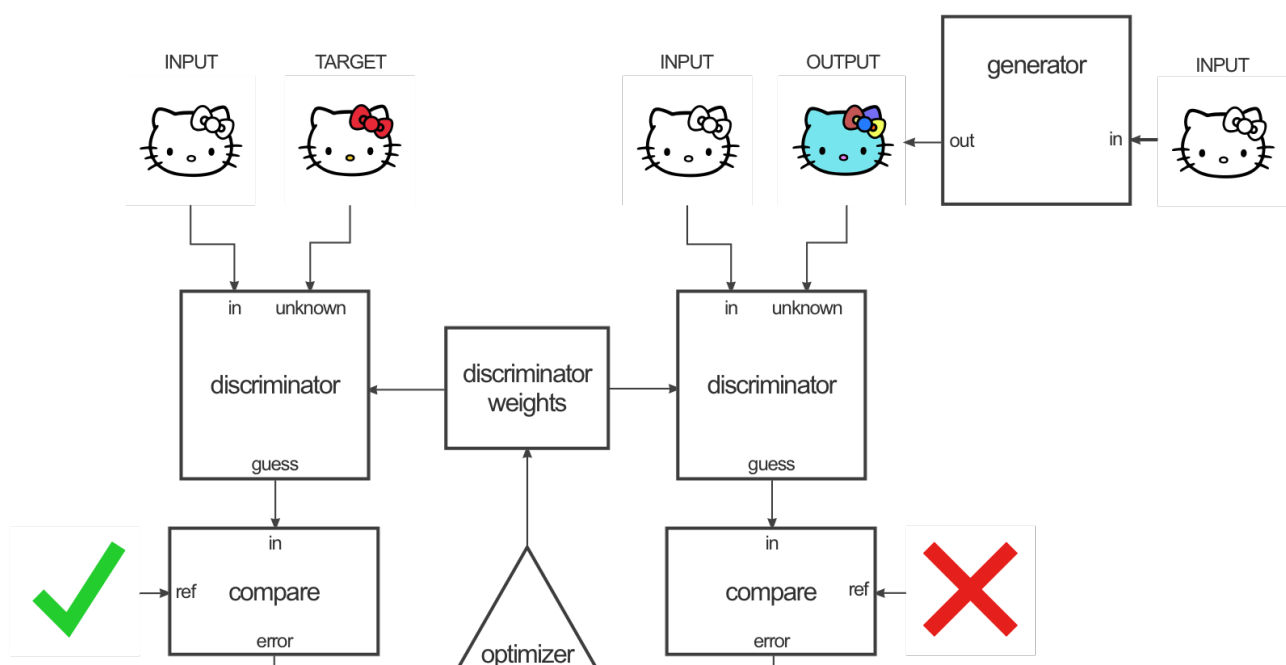 INPUT
TARGET
INPUT
OUTPUT
generator
INPUT
out
in
in
unknown
in
unknown
discriminator
discriminator
weights
discriminator
guess
guess
in
in
ref
compare
compare
ref
error
optimizer
error